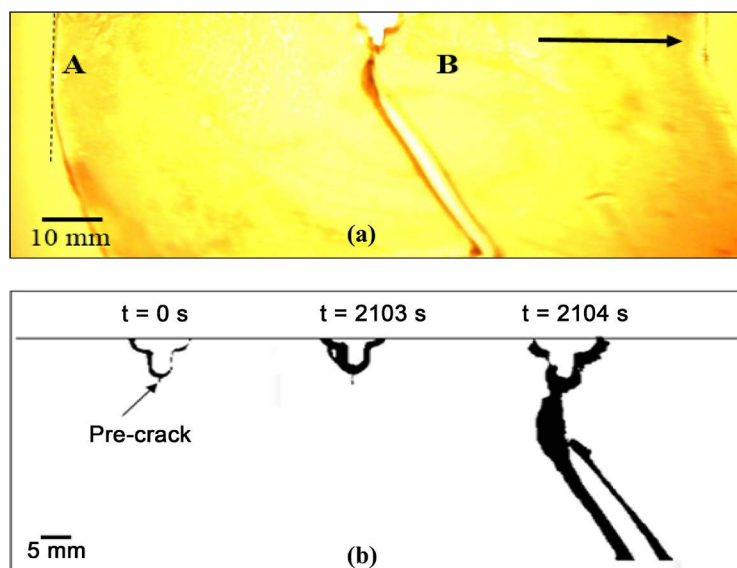 A
B
10 mm
(a)
t = 0 s
t = 2103 s
t = 2104 s
Pre-crack
5 mm
(b)